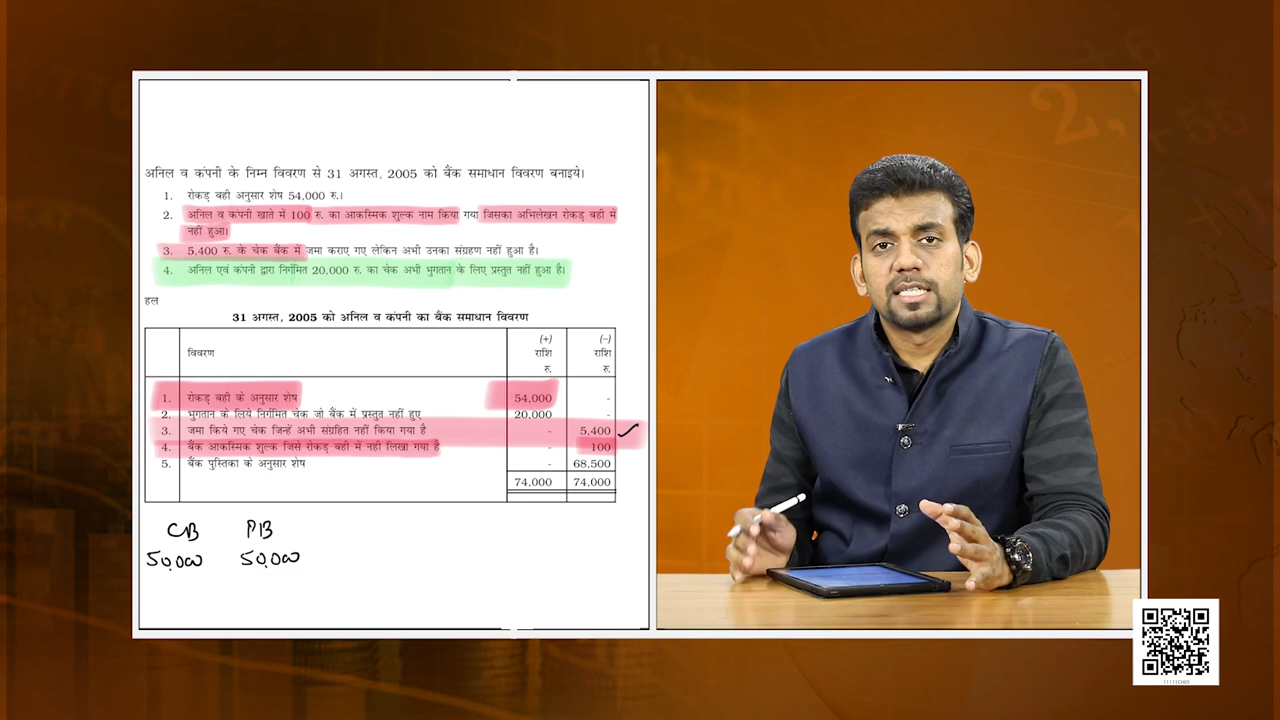 अनिल व कंपनी के निम्न विवरण से 31 अगस्त, 2005 को बैंक समाधान विवरण बनाइये।
1. रोकड़ बही अनुसार शेष 54,000 रु.।
2. अनिल व कंपनी खाते में 100 रु. का आकस्मिक शुल्क नाम किया गया जिसका अभिलेखन रोकड़ बही में
नहीं हुआ।
3. 5,400 रु. के चेक बैंक में जमा कराए गए लेकिन अभी उनका संग्रहण नहीं हुआ है।
4. अनिल एवं कंपनी द्वारा निर्गमित 20,000 रु. का चेक अभी भुगतान के लिए प्रस्तुत नहीं हुआ है।
हल
31 अगस्त, 2005 को अनिल व कंपनी का बैंक समाधान विवरण
(+) (–)
विवरण राशि राशि
रु. रु.
1. रोकड़ बही के अनुसार शेष 54,000 -
2. भुगतान के लिये निर्गमित चेक जो बैंक में प्रस्तुत नहीं हुए 20,000 -
3. जमा किये गए चेक जिन्हें अभी संग्रहित नहीं किया गया है - 5,400
4. बैंक आकस्मिक शुल्क जिसे रोकड़ बही में नही लिखा गया है - 100
5. बैंक पुस्तिका के अनुसार शेष - 68,500
74,000 74,000
CB PB
50,000 50,000